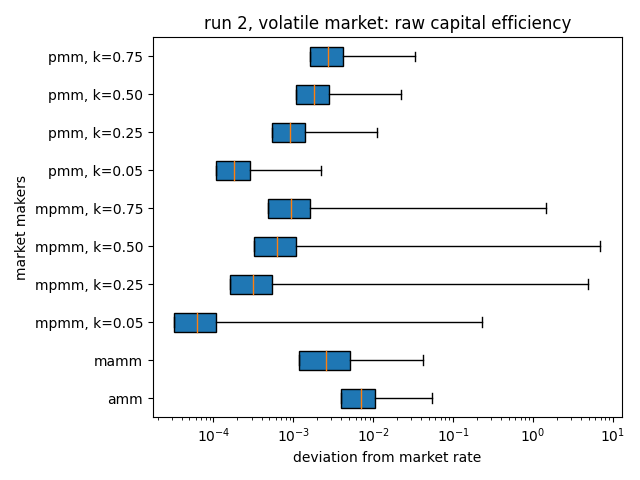 run 2, volatile market: raw capital efficiency
pmm, k=0.75
pmm, k=0.50
pmm, k=0.25
pmm, k=0.05
mpmm, k=0.75
mpmm, k=0.50
mpmm, k=0.25
mpmm, k=0.05
mamm
amm
market makers
10⁻⁴ 10⁻³ 10⁻² 10⁻¹ 10⁰ 10¹
deviation from market rate